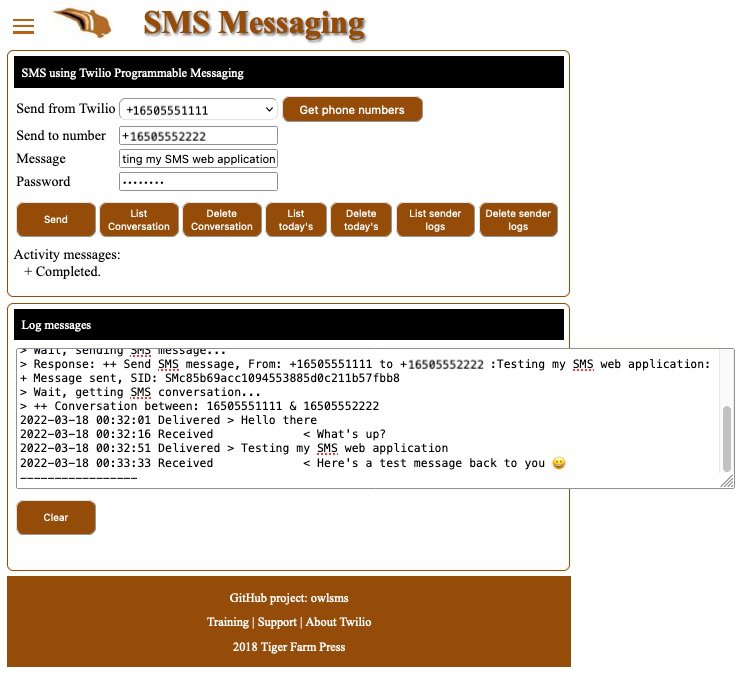 SMS Messaging
SMS using Twilio Programmable Messaging
Send from Twilio +16505551111 Get phone numbers
Send to number +16505552222
Message ting my SMS web application
Password ••••••••
Send List Conversation Delete Conversation List today's Delete today's List sender logs Delete sender logs
Activity messages:
+ Completed.
Log messages
> Wait, sending SMS message...
> Response: ++ Send SMS message, From: +16505551111 to +16505552222 :Testing my SMS web application:
+ Message sent, SID: SMc85b69acc1094553885d0c211b57fbb8
> Wait, getting SMS conversation...
> ++ Conversation between: 16505551111 & 16505552222
2022-03-18 00:32:01 Delivered > Hello there
2022-03-18 00:32:16 Received < What's up?
2022-03-18 00:32:51 Delivered > Testing my SMS web application
2022-03-18 00:33:33 Received < Here's a test message back to you 😀
-----------------
Clear
GitHub project: owlsms
Training | Support | About Twilio
2018 Tiger Farm Press